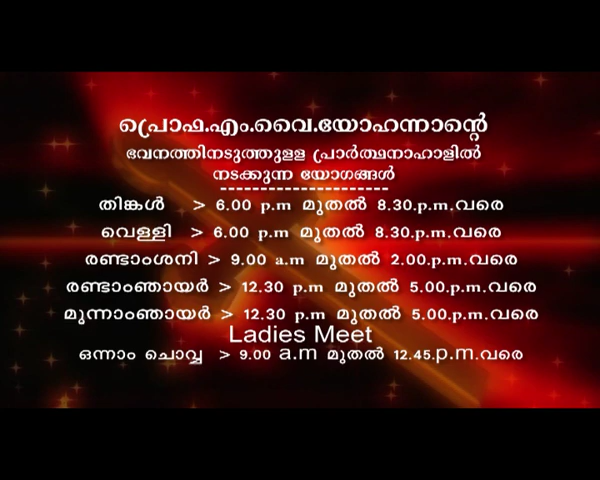 പ്രൊഫ.എം.വൈ.യോഹന്നാന്റെ
ഭവനത്തിനടുത്തുളള പ്രാർത്ഥനാഹാളിൽ
നടക്കുന്ന യോഗങ്ങൾ
---------------------
തിങ്കൾ > 6.00 p.m മുതൽ 8.30.p.m.വരെ
വെള്ളി > 6.00 p.m മുതൽ 8.30.p.m.വരെ
രണ്ടാംശനി > 9.00 a.m മുതൽ 2.00.p.m.വരെ
രണ്ടാംഞായർ > 12.30 p.m മുതൽ 5.00.p.m.വരെ
മൂന്നാംഞായർ > 12.30 p.m മുതൽ 5.00.p.m.വരെ
Ladies Meet
ഒന്നാം ചൊവ്വ > 9.00 a.m മുതൽ 12.45.p.m.വരെ